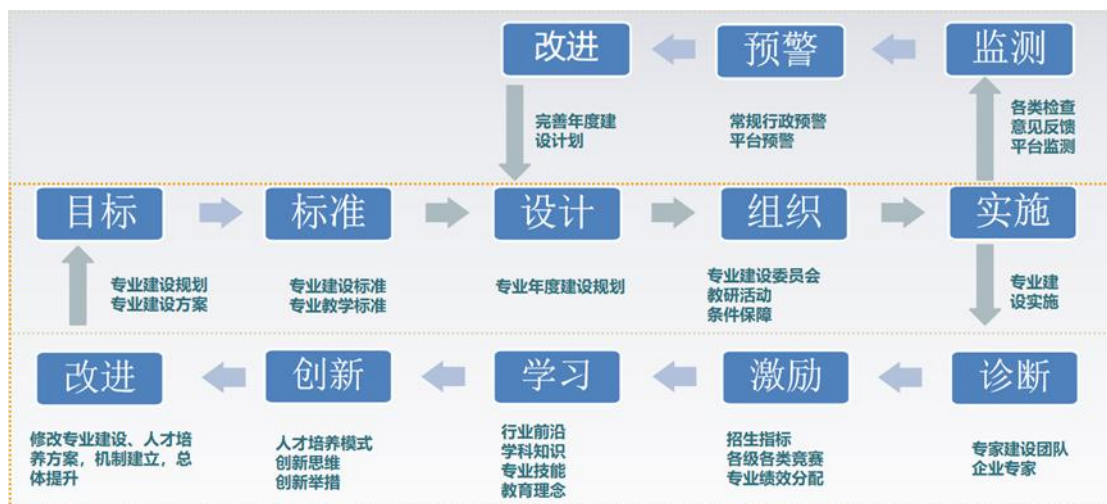 改进
预警
监测
完善年度建
设计划
常规行政预警
平台预警
各类检查
意见反馈
平台监测
目标
标准
设计
组织
实施
专业建设规划
专业建设方案
专业建设标准
专业教学标准
专业年度建设规划
专业建设委员会
教研活动
条件保障
专业建
设实施
改进
创新
学习
激励
诊断
修改专业建设、人才培
养方案，机制建立，总
体提升
人才培养模式
创新思维
创新举措
行业前沿
学科知识
专业技能
教育理念
招生指标
各级各类竞赛
专业绩效分配
专家建设团队
企业专家